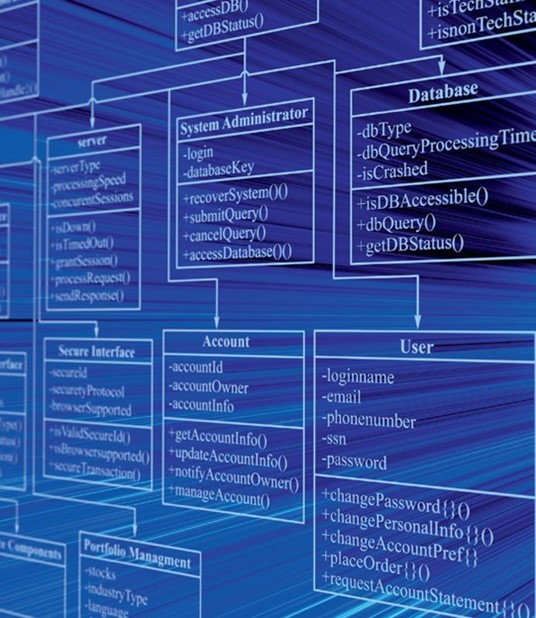 +accessDB()
+getDBStatus()
+isTechSta
+isnonTechSta
server
-serverType
-processingSpeed
-concurentSessions
+isDown()
+isTimedOut()
+grantSession()
+processRequest()
+sendResponse()
System Administrator
-login
-databaseKey
+recoverSystem()()
+submitQuery()
+cancelQuery()
+accessDatabase()()
Database
-dbType
-dbQueryProcessingTime
-isCrashed
+isDBAccessible()
+dbQuery()
+getDBStatus()
Secure Interface
-secureId
-securetyProtocol
-browserSupported
+isValidSecureId()
+isBrowsersupported()
+secureTransaction()
Account
-accountId
-accountOwner
-accountInfo
+getAccountInfo()
+updateAccountInfo()
+notifyAccountOwner()
+manageAccount()
User
-loginname
-email
-phonenumber
-ssn
-password
+changePassword{}()
+changePersonalInfo{}()
+changeAccountPref{}
+placeOrder{}()
+requestAccountStatement{}()
Components
Portfolio Managment
-stocks
-industryType
-language